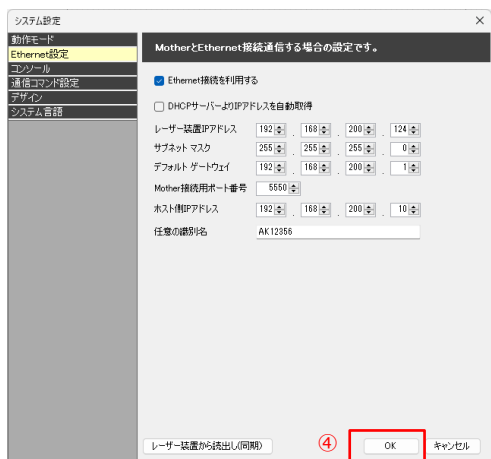 システム設定
動作モード
Ethernet設定
コンソール
通信コマンド設定
デザイン
システム言語
MotherとEthernet接続通信する場合の設定です。
Ethernet接続を利用する
DHCPサーバーよりIPアドレスを自動取得
レーザー装置IPアドレス 192 . 168 . 200 . 124
サブネット マスク 255 . 255 . 255 . 0
デフォルト ゲートウェイ 192 . 168 . 200 . 1
Mother接続用ポート番号 5550
ホスト側IPアドレス 192 . 168 . 200 . 10
任意の識別名 AK12356
レーザー装置から読出し(同期) ④ OK キャンセル